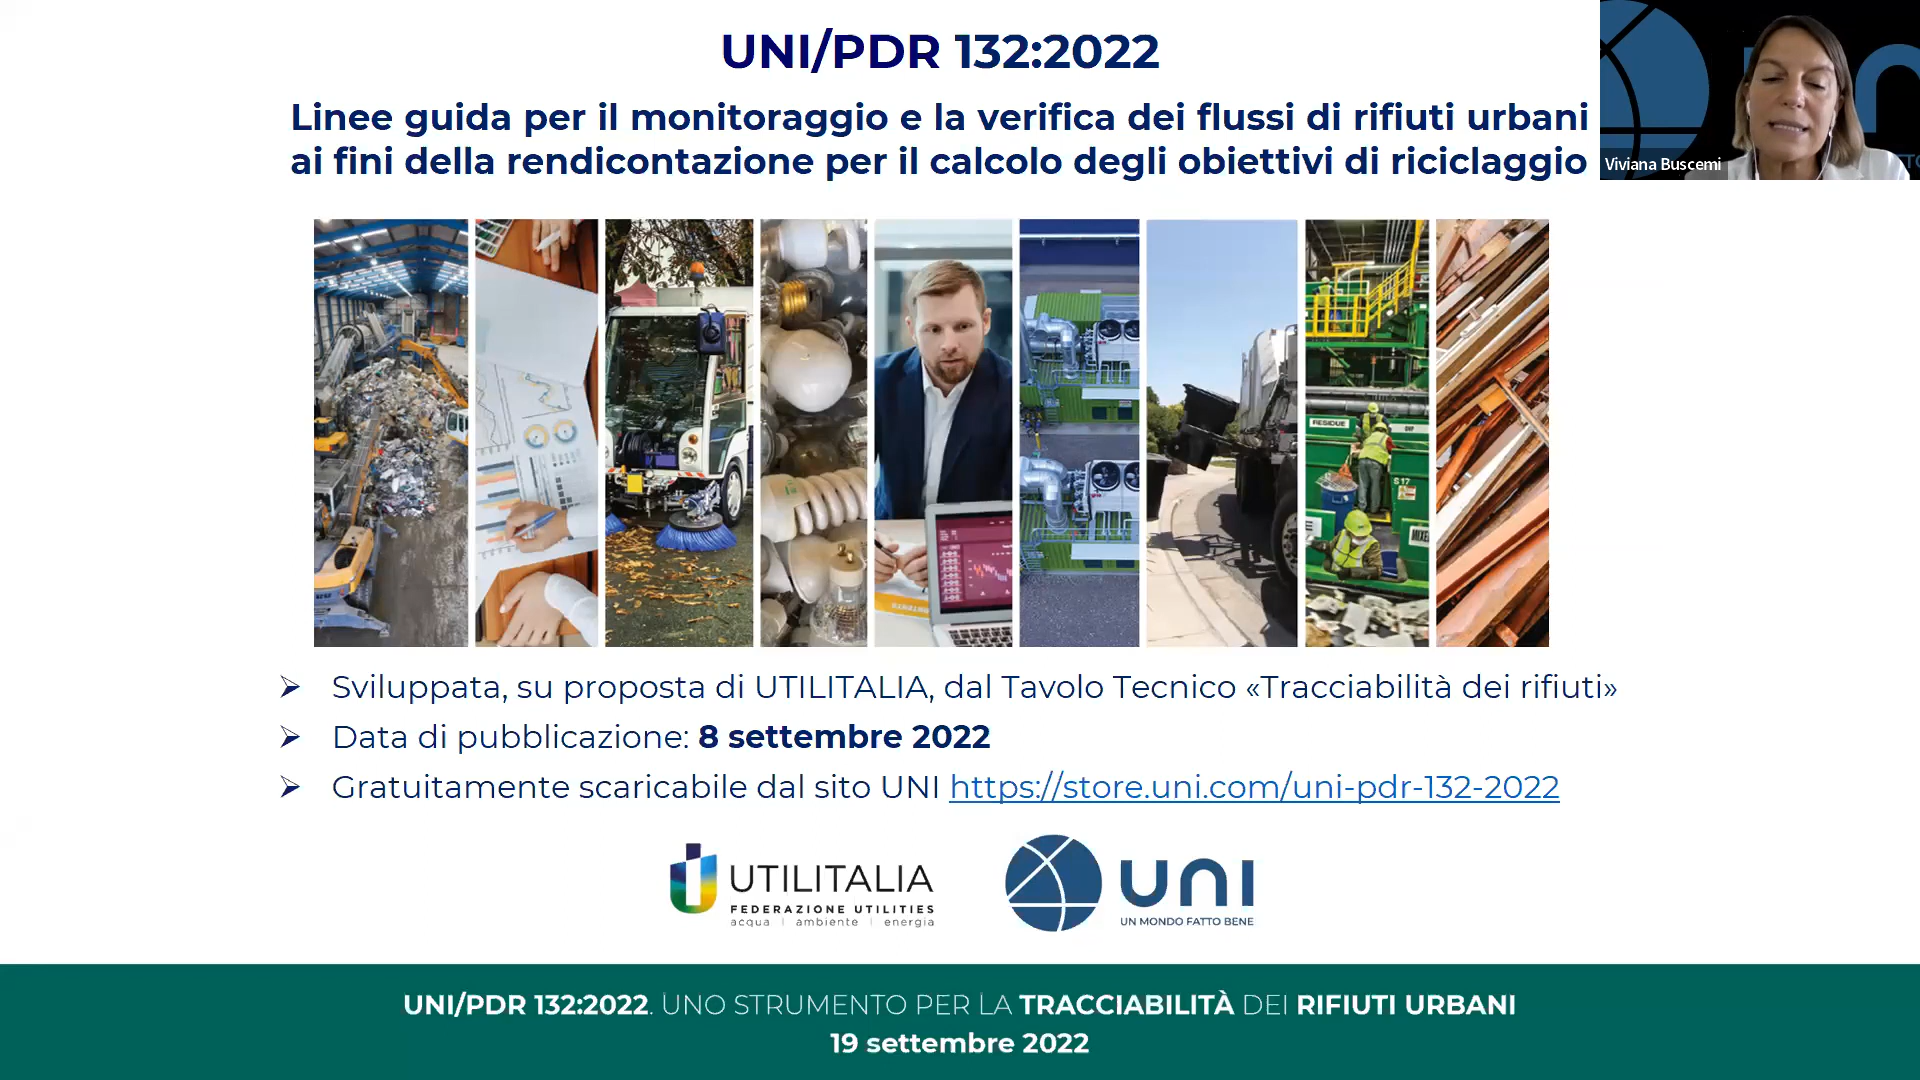 UNI/PDR 132:2022
Linee guida per il monitoraggio e la verifica dei flussi di rifiuti urbani
ai fini della rendicontazione per il calcolo degli obiettivi di riciclaggio
Viviana Buscemi
RESIDUE
S 17
➢ Sviluppata, su proposta di UTILITALIA, dal Tavolo Tecnico «Tracciabilità dei rifiuti»
➢ Data di pubblicazione: 8 settembre 2022
➢ Gratuitamente scaricabile dal sito UNI https://store.uni.com/uni-pdr-132-2022
UTILITALIA
FEDERAZIONE UTILITIES
acqua | ambiente | energia
UNI
UN MONDO FATTO BENE
UNI/PDR 132:2022. UNO STRUMENTO PER LA TRACCIABILITÀ DEI RIFIUTI URBANI
19 settembre 2022